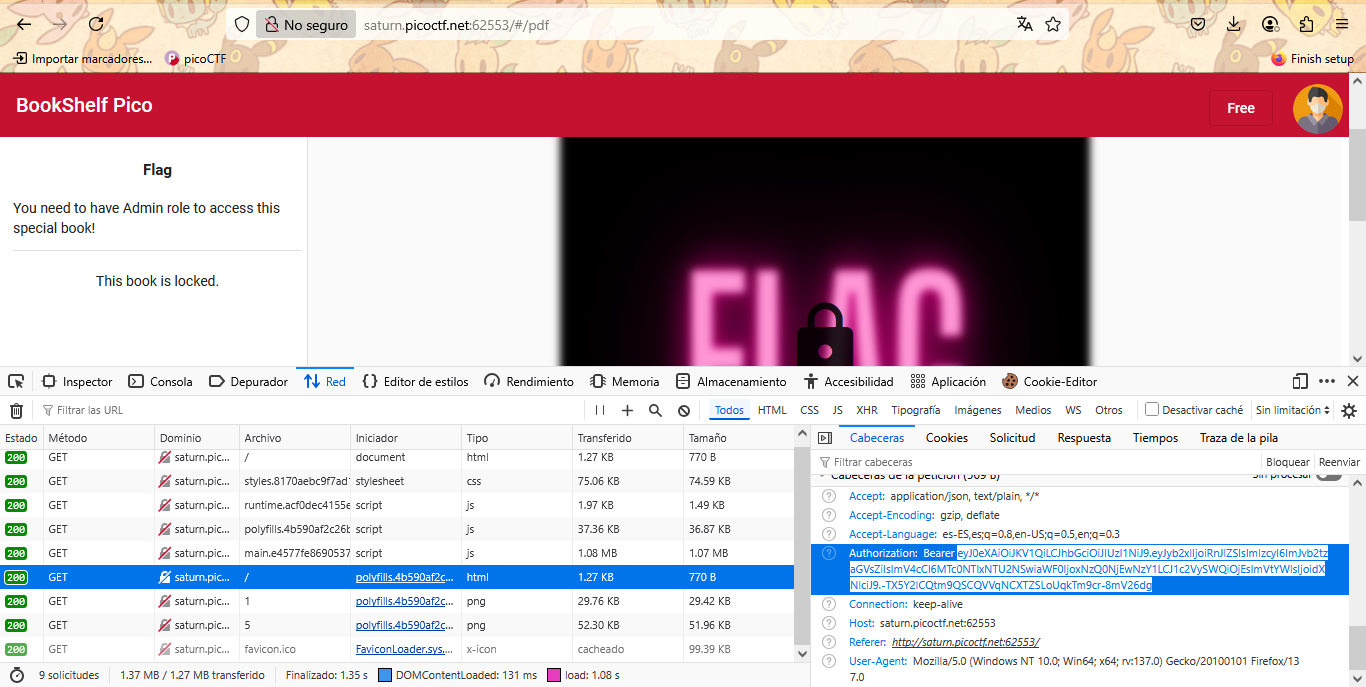 No seguro
saturn.picoctf.net:62553/#/pdf
Importar marcadores...
picoCTF
Finish setup
BookShelf Pico
Free
Flag
You need to have Admin role to access this
special book!
This book is locked.
FLAG
Inspector Consola Depurador Red Editor de estilos Rendimiento Memoria Almacenamiento Accesibilidad Aplicación Cookie-Editor
Filtrar las URL
Todos HTML CSS JS XHR Tipografía Imágenes Medios WS Otros Desactivar caché Sin limitación
Estado Método Dominio Archivo Iniciador Tipo Transferido Tamaño
200 GET saturn.pic... / document html 1.27 KB 770 B
200 GET saturn.pic... styles.8170aebc9f7ad stylesheet css 75.06 KB 74.59 KB
200 GET saturn.pic... runtime.acf0dec4155e script js 1.97 KB 1.49 KB
200 GET saturn.pic... polyfills.4b590af2c26b script js 37.36 KB 36.87 KB
200 GET saturn.pic... main.e4577fe8690537 script js 1.08 MB 1.07 MB
200 GET saturn.pic... / polyfills.4b590af2c... html 1.27 KB 770 B
200 GET saturn.pic... 1 polyfills.4b590af2c... png 29.76 KB 29.42 KB
200 GET saturn.pic... 5 polyfills.4b590af2c... png 52.30 KB 51.96 KB
200 GET saturn.pic... favicon.ico FaviconLoader.sys... x-icon cacheado 99.39 KB
9 solicitudes 1.37 MB / 1.27 MB transferido Finalizado: 1.35 s DOMContentLoaded: 131 ms load: 1.08 s
Cabeceras Cookies Solicitud Respuesta Tiempos Traza de la pila
Filtrar cabeceras Bloquear Reenviar
Cabeceras de la petición (509 B) Sin procesar
Accept: application/json, text/plain, */*
Accept-Encoding: gzip, deflate
Accept-Language: es-ES,es;q=0.8,en-US;q=0.5,en;q=0.3
Authorization: Bearer
Connection: keep-alive
Host: saturn.picoctf.net:62553
Referer: http://saturn.picoctf.net:62553/
User-Agent: Mozilla/5.0 (Windows NT 10.0; Win64; x64; rv:137.0) Gecko/20100101 Firefox/13
7.0